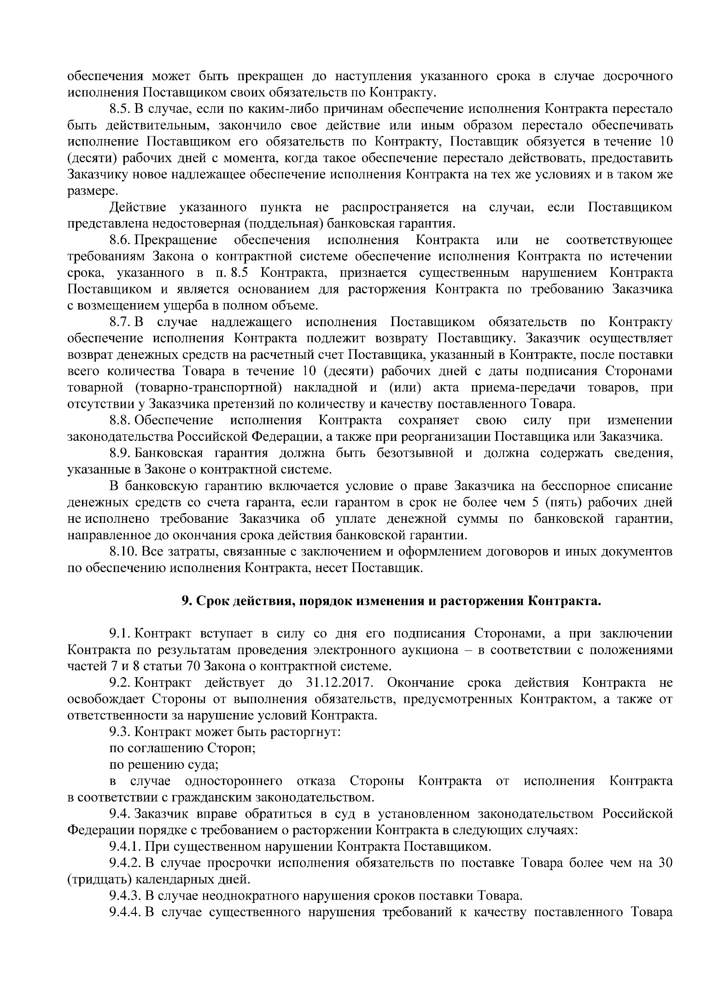 обеспечения может быть прекращен до наступления указанного срока в случае досрочного
исполнения Поставщиком своих обязательств по Контракту.
8.5. В случае, если по каким-либо причинам обеспечение исполнения Контракта перестало
быть действительным, закончило свое действие или иным образом перестало обеспечивать
исполнение Поставщиком его обязательств по Контракту, Поставщик обязуется в течение 10
(десяти) рабочих дней с момента, когда такое обеспечение перестало действовать, предоставить
Заказчику новое надлежащее обеспечение исполнения Контракта на тех же условиях и в таком же
размере.
Действие указанного пункта не распространяется на случаи, если Поставщиком
представлена недостоверная (поддельная) банковская гарантия.
8.6. Прекращение обеспечения исполнения Контракта или не соответствующее
требованиям Закона о контрактной системе обеспечение исполнения Контракта по истечении
срока, указанного в п. 8.5 Контракта, признается существенным нарушением Контракта
Поставщиком и является основанием для расторжения Контракта по требованию Заказчика
с возмещением ущерба в полном объеме.
8.7. В случае надлежащего исполнения Поставщиком обязательств по Контракту
обеспечение исполнения Контракта подлежит возврату Поставщику. Заказчик осуществляет
возврат денежных средств на расчетный счет Поставщика, указанный в Контракте, после поставки
всего количества Товара в течение 10 (десяти) рабочих дней с даты подписания Сторонами
товарной (товарно-транспортной) накладной и (или) акта приема-передачи товаров, при
отсутствии у Заказчика претензий по количеству и качеству поставленного Товара.
8.8. Обеспечение исполнения Контракта сохраняет свою силу при изменении
законодательства Российской Федерации, а также при реорганизации Поставщика или Заказчика.
8.9. Банковская гарантия должна быть безотзывной и должна содержать сведения,
указанные в Законе о контрактной системе.
В банковскую гарантию включается условие о праве Заказчика на бесспорное списание
денежных средств со счета гаранта, если гарантом в срок не более чем 5 (пять) рабочих дней
не исполнено требование Заказчика об уплате денежной суммы по банковской гарантии,
направленное до окончания срока действия банковской гарантии.
8.10. Все затраты, связанные с заключением и оформлением договоров и иных документов
по обеспечению исполнения Контракта, несет Поставщик.
9. Срок действия, порядок изменения и расторжения Контракта.
9.1. Контракт вступает в силу со дня его подписания Сторонами, а при заключении
Контракта по результатам проведения электронного аукциона – в соответствии с положениями
частей 7 и 8 статьи 70 Закона о контрактной системе.
9.2. Контракт действует до 31.12.2017. Окончание срока действия Контракта не
освобождает Стороны от выполнения обязательств, предусмотренных Контрактом, а также от
ответственности за нарушение условий Контракта.
9.3. Контракт может быть расторгнут:
по соглашению Сторон;
по решению суда;
в случае одностороннего отказа Стороны Контракта от исполнения Контракта
в соответствии с гражданским законодательством.
9.4. Заказчик вправе обратиться в суд в установленном законодательством Российской
Федерации порядке с требованием о расторжении Контракта в следующих случаях:
9.4.1. При существенном нарушении Контракта Поставщиком.
9.4.2. В случае просрочки исполнения обязательств по поставке Товара более чем на 30
(тридцать) календарных дней.
9.4.3. В случае неоднократного нарушения сроков поставки Товара.
9.4.4. В случае существенного нарушения требований к качеству поставленного Товара